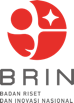 BRIN
BADAN RISET
DAN INOVASI NASIONAL